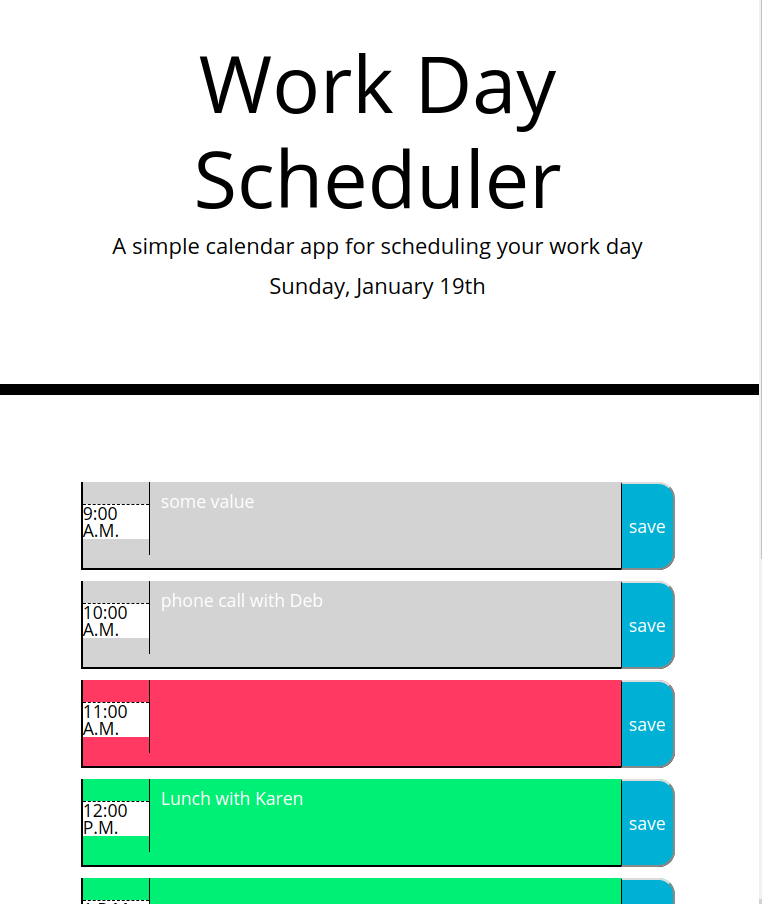 Work Day
Scheduler
A simple calendar app for scheduling your work day
Sunday, January 19th
9:00
A.M.
some value
save
10:00
A.M.
phone call with Deb
save
11:00
A.M.
save
12:00
P.M.
Lunch with Karen
save